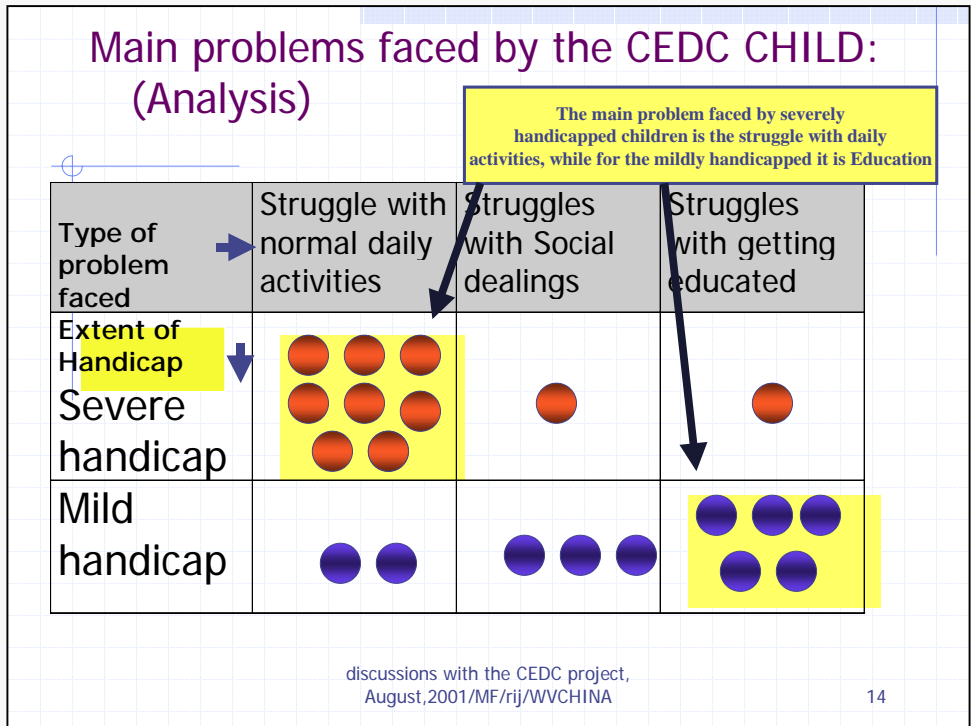 Main problems faced by the CEDC CHILD:
(Analysis)
The main problem faced by severely
handicapped children is the struggle with daily
activities, while for the mildly handicapped it is Education
Type of
problem
faced
Struggle with
normal daily
activities
Struggles
with Social
dealings
Struggles
with getting
educated
Extent of
Handicap
Severe
handicap
Mild
handicap
discussions with the CEDC project,
August,2001/MF/rij/WVCHINA
14